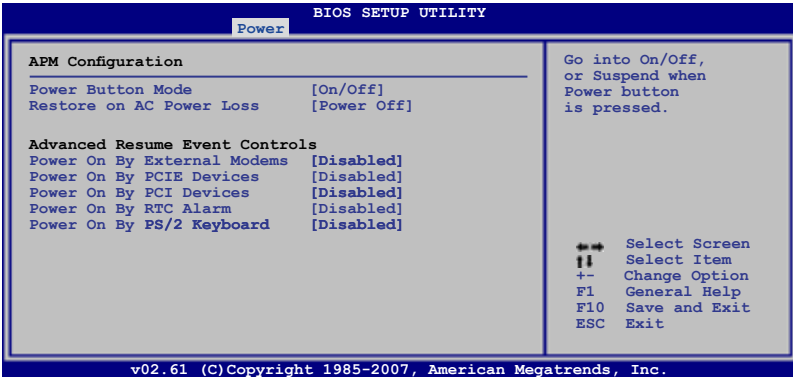 BIOS SETUP UTILITY
Power
APM Configuration
Power Button Mode [On/Off]
Restore on AC Power Loss [Power Off]
Advanced Resume Event Controls
Power On By External Modems [Disabled]
Power On By PCIE Devices [Disabled]
Power On By PCI Devices [Disabled]
Power On By RTC Alarm [Disabled]
Power On By PS/2 Keyboard [Disabled]
Go into On/Off,
or Suspend when
Power button
is pressed.
←→ Select Screen
↑↓ Select Item
+- Change Option
F1 General Help
F10 Save and Exit
ESC Exit
v02.61 (C)Copyright 1985-2007, American Megatrends, Inc.